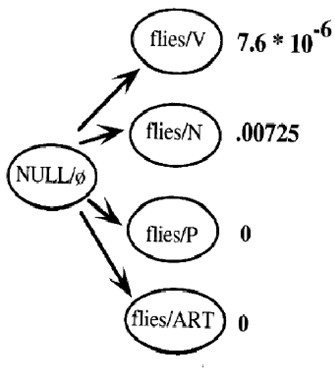 flies/V 7.6 * 10-6
flies/N .00725
NULL/ø
flies/P 0
flies/ART 0